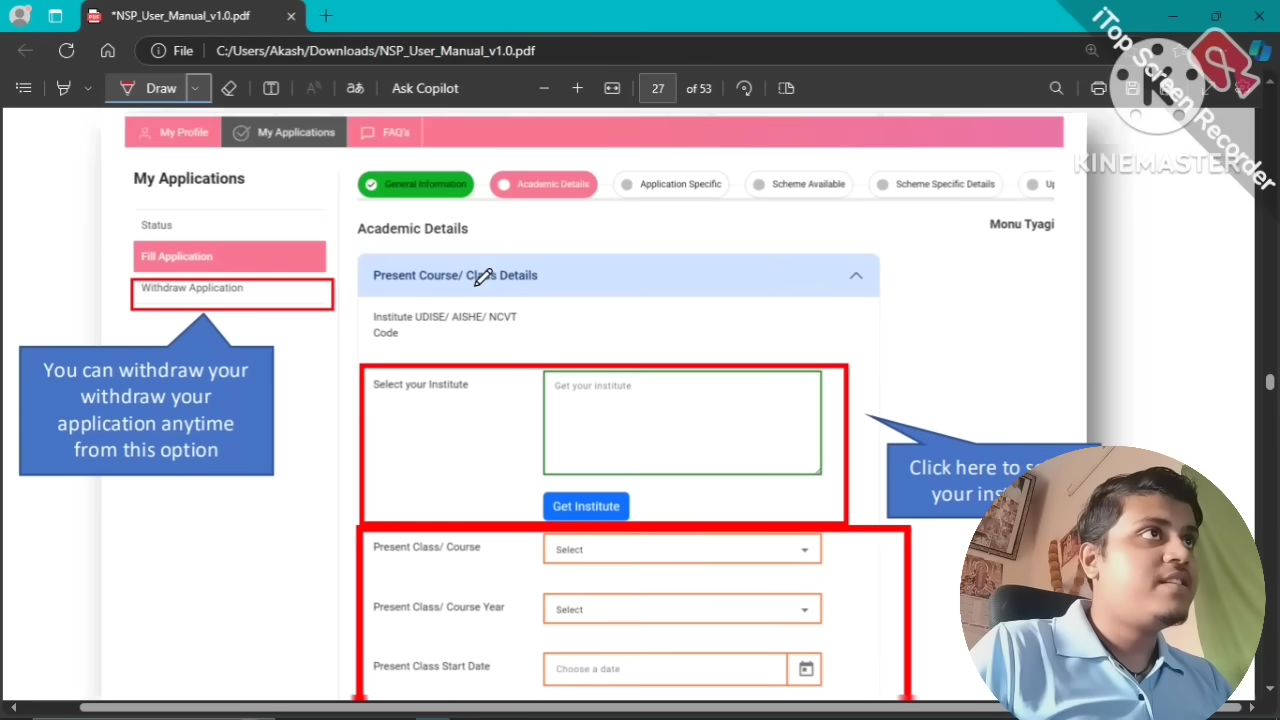 *NSP_User_Manual_v1.0.pdf
File
C:/Users/Akash/Downloads/NSP_User_Manual_v1.0.pdf
Draw
Ask Copilot
27 of 53
iTop Screen Recorder
KINEMASTER
My Profile
My Applications
FAQ's
My Applications
General Information
Academic Details
Application Specific
Scheme Available
Scheme Specific Details
Status
Academic Details
Monu Tyagi
Fill Application
Present Course/ Class Details
Withdraw Application
Institute UDISE/ AISHE/ NCVT
Code
You can withdraw your
withdraw your
application anytime
from this option
Select your Institute
Get your institute
Click here to
your
Get Institute
Present Class/ Course
Select
Present Class/ Course Year
Select
Present Class Start Date
Choose a date